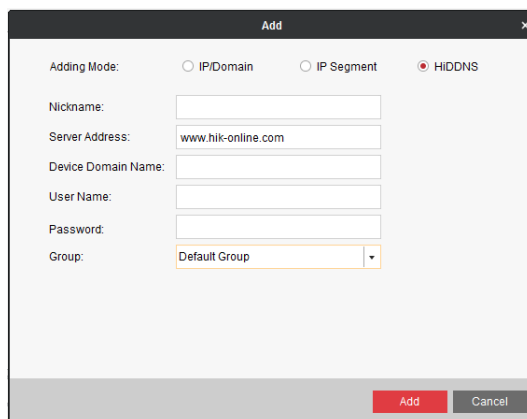 Add
Adding Mode: IP/Domain IP Segment HiDDNS
Nickname:
Server Address: www.hik-online.com
Device Domain Name:
User Name:
Password:
Group: Default Group
Add Cancel